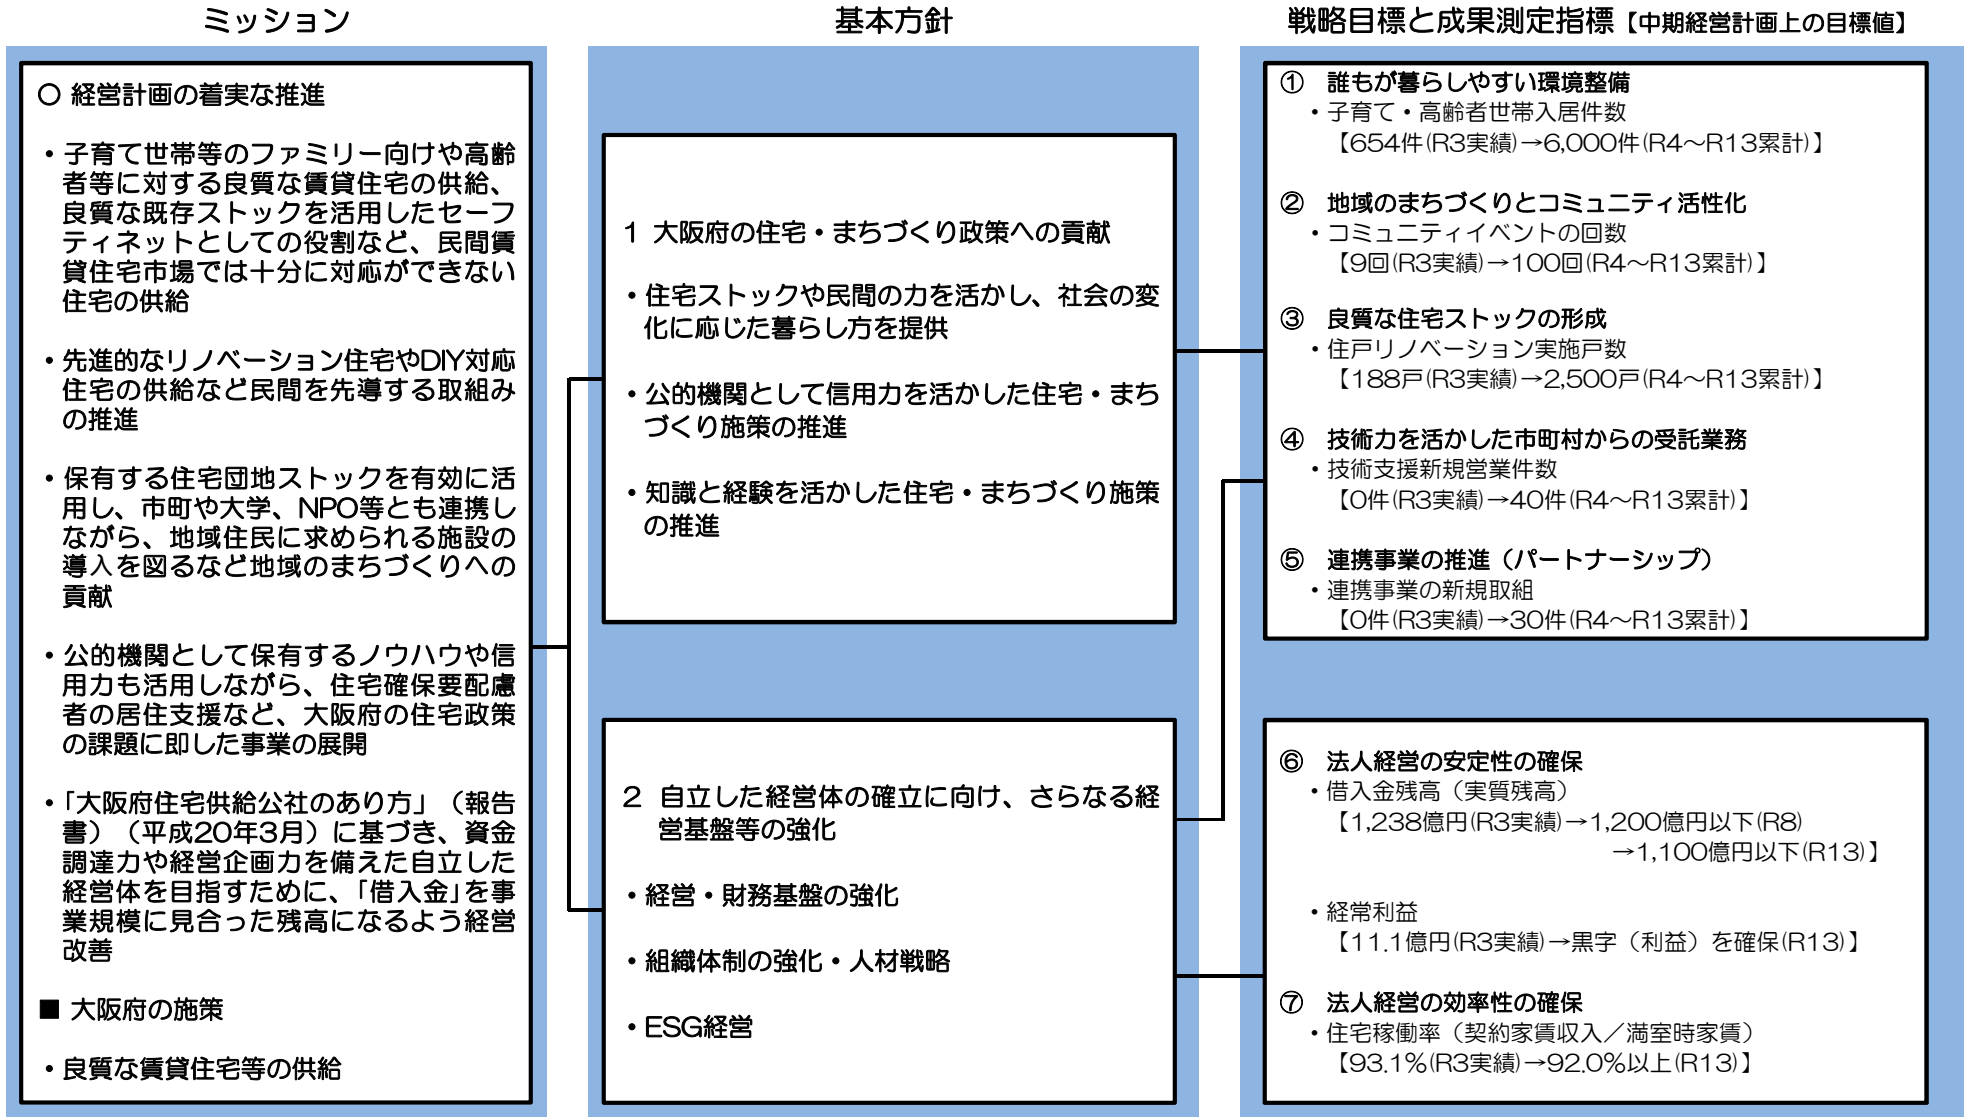 ミッション
○ 経営計画の着実な推進
・子育て世帯等のファミリー向けや高齢
者等に対する良質な賃貸住宅の供給、
良質な既存ストックを活用したセーフ
ティネットとしての役割など、民間賃
貸住宅市場では十分に対応ができない
住宅の供給
・先進的なリノベーション住宅やDIY対応
住宅の供給など民間を先導する取組み
の推進
・保有する住宅団地ストックを有効に活
用し、市町や大学、NPO等とも連携し
ながら、地域住民に求められる施設の
導入を図るなど地域のまちづくりへの
貢献
・公的機関として保有するノウハウや信
用力も活用しながら、住宅確保要配慮
者の居住支援など、大阪府の住宅政策
の課題に即した事業の展開
・「大阪府住宅供給公社のあり方」（報告
書）（平成20年3月）に基づき、資金
調達力や経営企画力を備えた自立した
経営体を目指すために、「借入金」を事
業規模に見合った残高になるよう経営
改善
■ 大阪府の施策
・良質な賃貸住宅等の供給
基本方針
1 大阪府の住宅・まちづくり政策への貢献
・住宅ストックや民間の力を活かし、社会の変
化に応じた暮らし方を提供
・公的機関として信用力を活かした住宅・まち
づくり施策の推進
・知識と経験を活かした住宅・まちづくり施策
の推進
2 自立した経営体の確立に向け、さらなる経
営基盤等の強化
・経営・財務基盤の強化
・組織体制の強化・人材戦略
・ESG経営
戦略目標と成果測定指標【中期経営計画上の目標値】
① 誰もが暮らしやすい環境整備
・子育て・高齢者世帯入居件数
【654件(R3実績)→6,000件(R4～R13累計)】
② 地域のまちづくりとコミュニティ活性化
・コミュニティイベントの回数
【9回(R3実績)→100回(R4～R13累計)】
③ 良質な住宅ストックの形成
・住戸リノベーション実施戸数
【188戸(R3実績)→2,500戸(R4～R13累計)】
④ 技術力を活かした市町村からの受託業務
・技術支援新規営業件数
【0件(R3実績)→40件(R4～R13累計)】
⑤ 連携事業の推進（パートナーシップ）
・連携事業の新規取組
【0件(R3実績)→30件(R4～R13累計)】
⑥ 法人経営の安定性の確保
・借入金残高（実質残高）
【1,238億円(R3実績)→1,200億円以下(R8)
→1,100億円以下(R13)】
・経常利益
【11.1億円(R3実績)→黒字（利益）を確保(R13)】
⑦ 法人経営の効率性の確保
・住宅稼働率（契約家賃収入／満室時家賃）
【93.1％(R3実績)→92.0％以上(R13)】